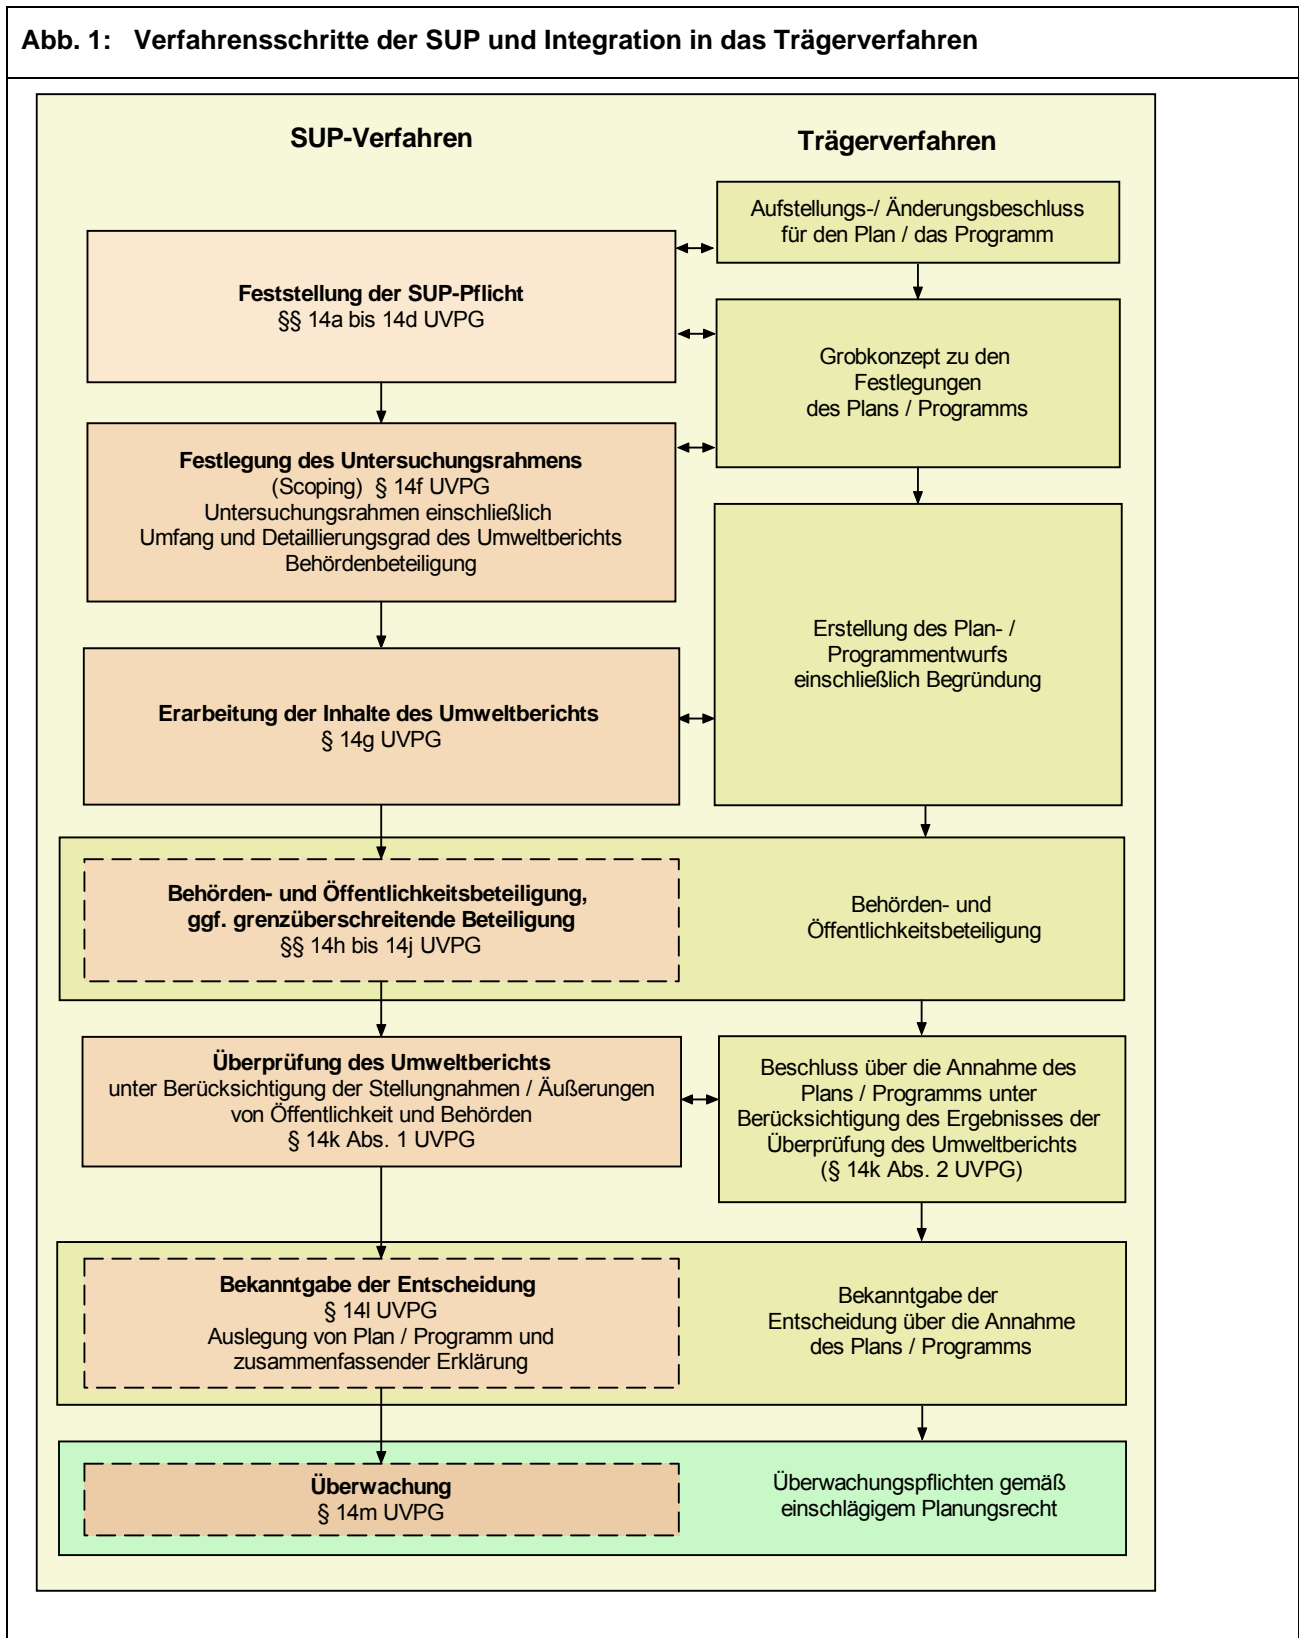 Abb. 1: Verfahrensschritte der SUP und Integration in das Trägerverfahren
SUP-Verfahren
Trägerverfahren
Aufstellungs-/ Änderungsbeschluss
für den Plan / das Programm
Feststellung der SUP-Pflicht
§§ 14a bis 14d UVPG
Grobkonzept zu den
Festlegungen
des Plans / Programms
Festlegung des Untersuchungsrahmens
(Scoping) § 14f UVPG
Untersuchungsrahmen einschließlich
Umfang und Detaillierungsgrad des Umweltberichts
Behördenbeteiligung
Erstellung des Plan- /
Programmentwurfs
einschließlich Begründung
Erarbeitung der Inhalte des Umweltberichts
§ 14g UVPG
Behörden- und Öffentlichkeitsbeteiligung,
ggf. grenzüberschreitende Beteiligung
§§ 14h bis 14j UVPG
Behörden- und
Öffentlichkeitsbeteiligung
Überprüfung des Umweltberichts
unter Berücksichtigung der Stellungnahmen / Äußerungen
von Öffentlichkeit und Behörden
§ 14k Abs. 1 UVPG
Beschluss über die Annahme des
Plans / Programms unter
Berücksichtigung des Ergebnisses der
Überprüfung des Umweltberichts
(§ 14k Abs. 2 UVPG)
Bekanntgabe der Entscheidung
§ 14l UVPG
Auslegung von Plan / Programm und
zusammenfassender Erklärung
Bekanntgabe der
Entscheidung über die Annahme
des Plans / Programms
Überwachung
§ 14m UVPG
Überwachungspflichten gemäß
einschlägigem Planungsrecht